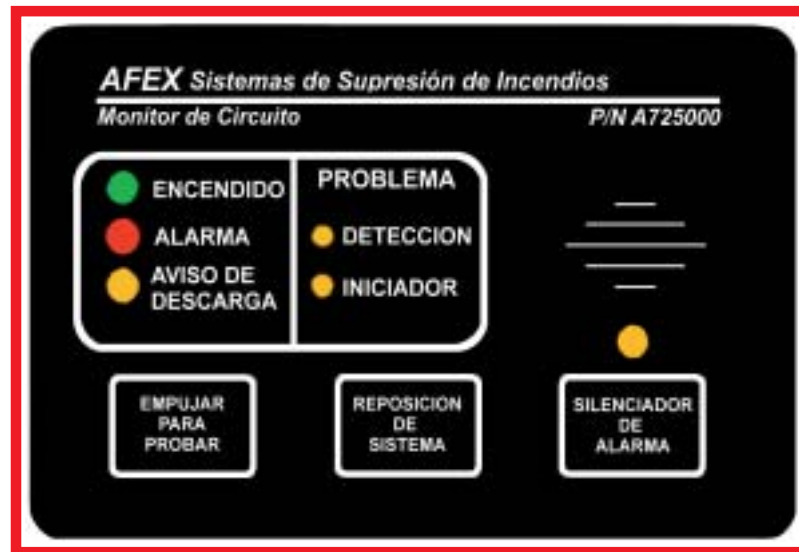 AFEX Sistemas de Supresión de Incendios
Monitor de Circuito P/N A725000
ENCENDIDO
ALARMA
AVISO DE
DESCARGA
PROBLEMA
DETECCION
INICIADOR
EMPUJAR
PARA
PROBAR
REPOSICION
DE
SISTEMA
SILENCIADOR
DE
ALARMA